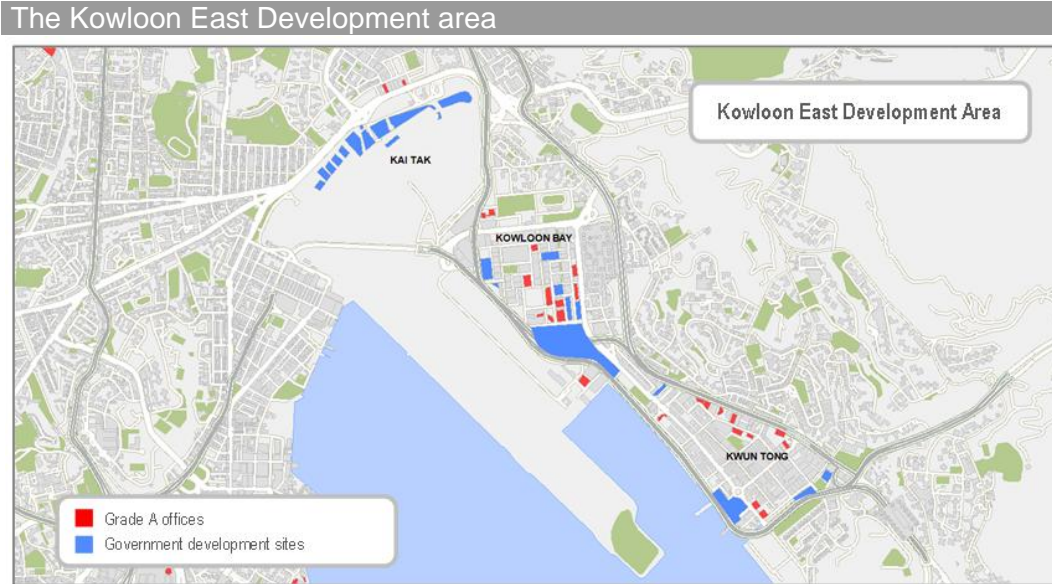 The Kowloon East Development area
Kowloon East Development Area
KAI TAK
KOWLOON BAY
KWUN TONG
Grade A offices
Government development sites